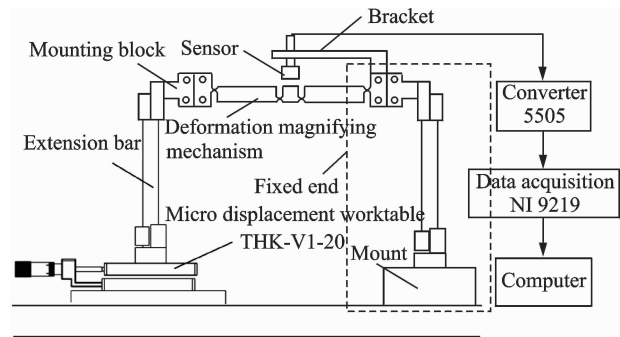 Bracket
Mounting block
Sensor
Converter
5505
Deformation magnifying
mechanism
Extension bar
Fixed end
Data acquisition
NI 9219
Micro displacement worktable
THK-V1-20
Mount
Computer